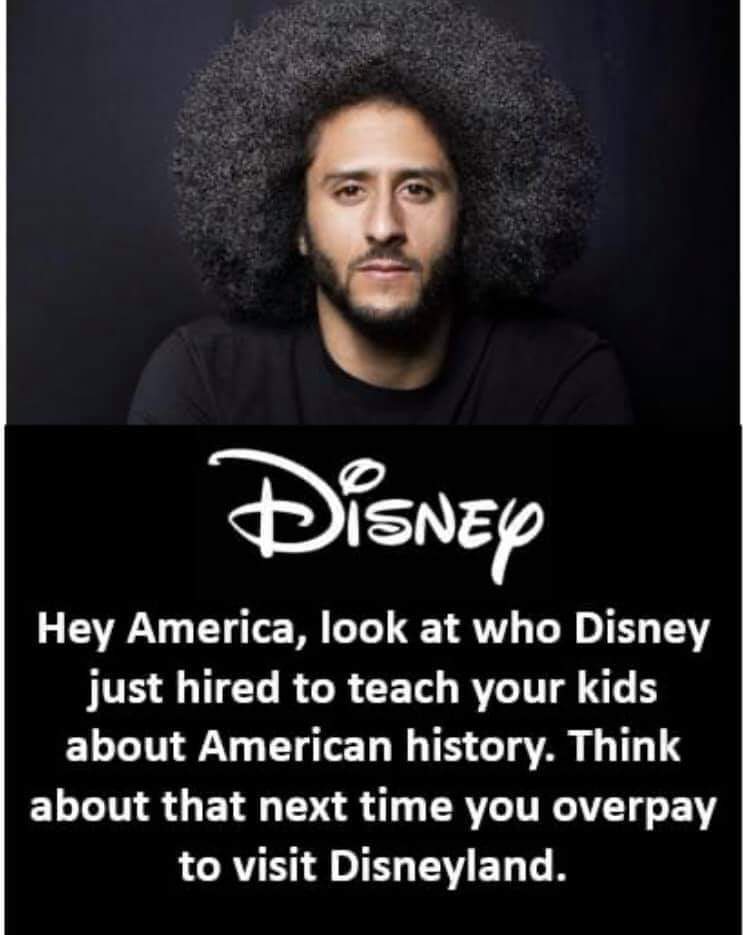 Disney
Hey America, look at who Disney
just hired to teach your kids
about American history. Think
about that next time you overpay
to visit Disneyland.